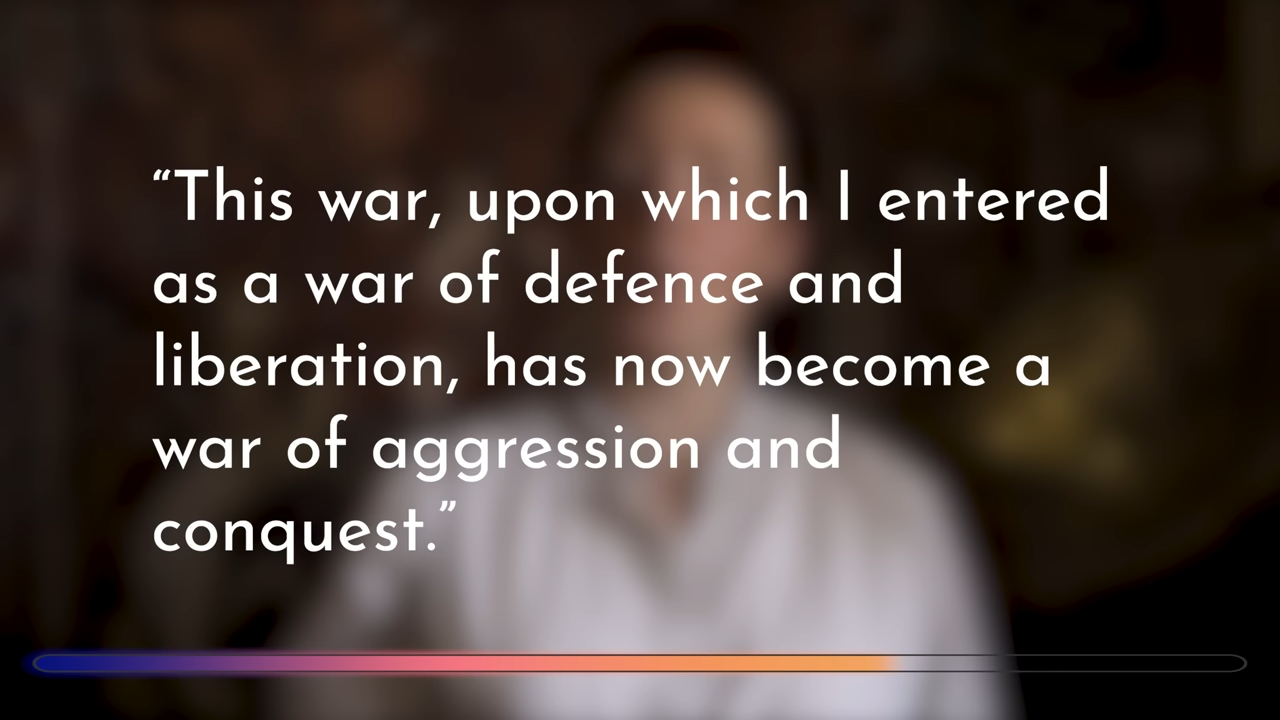 “This war, upon which I entered
as a war of defence and
liberation, has now become a
war of aggression and
conquest.”